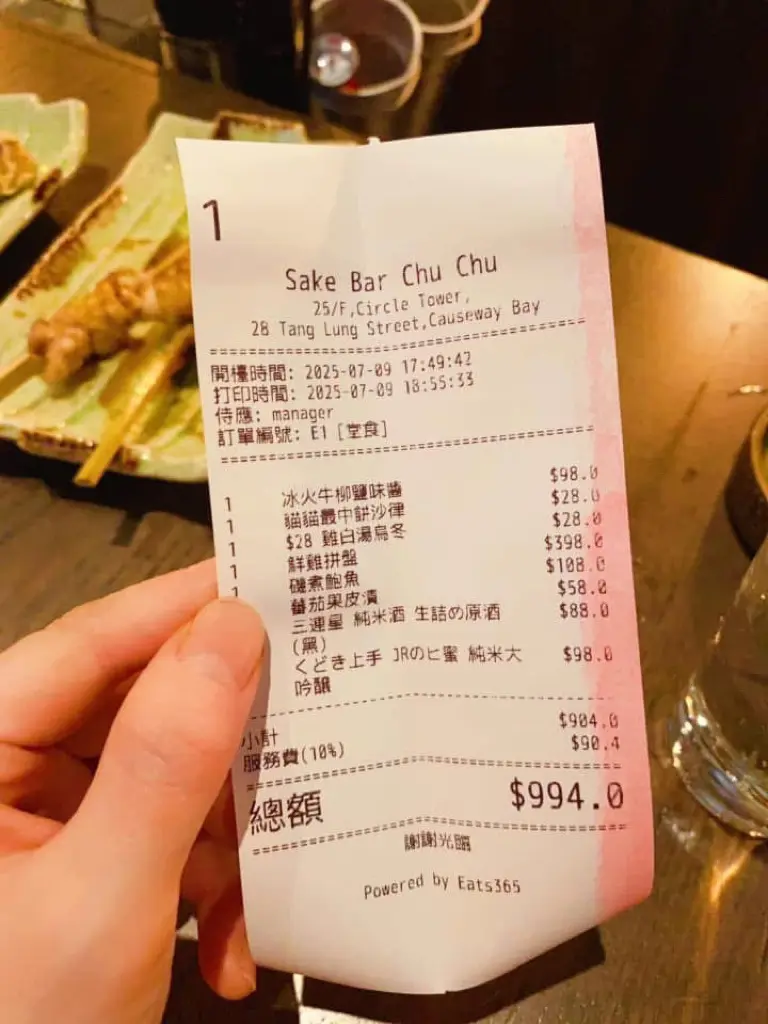 1
Sake Bar Chu Chu
25/F,Circle Tower,
28 Tang Lung Street,Causeway Bay
開檯時間: 2025-07-09 17:49:42
打印時間: 2025-07-09 18:55:33
侍應: manager
訂單編號: E1 [堂食]
1 冰火牛柳鹽味醬 $98.0
1 貓貓最中餅沙律 $28.0
1 $28 雞白湯烏冬 $28.0
1 鮮雞拼盤 $398.0
1 磯煮鮑魚 $108.0
蕃茄果皮漬 $58.0
三連星 純米酒 生詰め原酒 $88.0
(黑)
くどき上手 JRのヒ蜜 純米大 $98.0
吟釀
小計 $904.0
服務費(10%) $90.4
總額 $994.0
謝謝光臨
Powered by Eats365